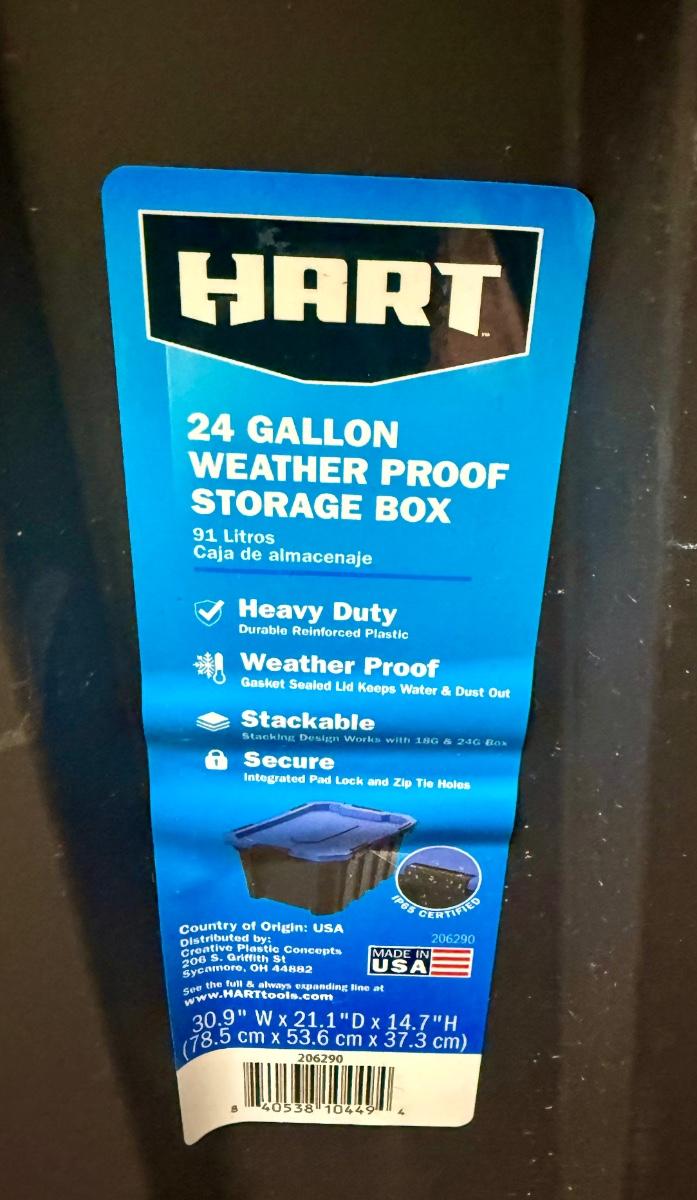 HART™
24 GALLON
WEATHER PROOF
STORAGE BOX
91 Litros
Caja de almacenaje
Heavy Duty
Durable Reinforced Plastic
Weather Proof
Gasket Sealed Lid Keeps Water & Dust Out
Stackable
Stacking Design Works with 18G & 24G Box
Secure
Integrated Pad Lock and Zip Tie Holes
IP65 CERTIFIED
Country of Origin: USA
Distributed by:
Creative Plastic Concepts
206 S. Griffith St
Sycamore, OH 44882
206290
MADE IN
USA
See the full & always expanding line at
www.HARTtools.com
30.9" W x 21.1"D x 14.7"H
(78.5 cm x 53.6 cm x 37.3 cm)
206290
8 40538 10449 4